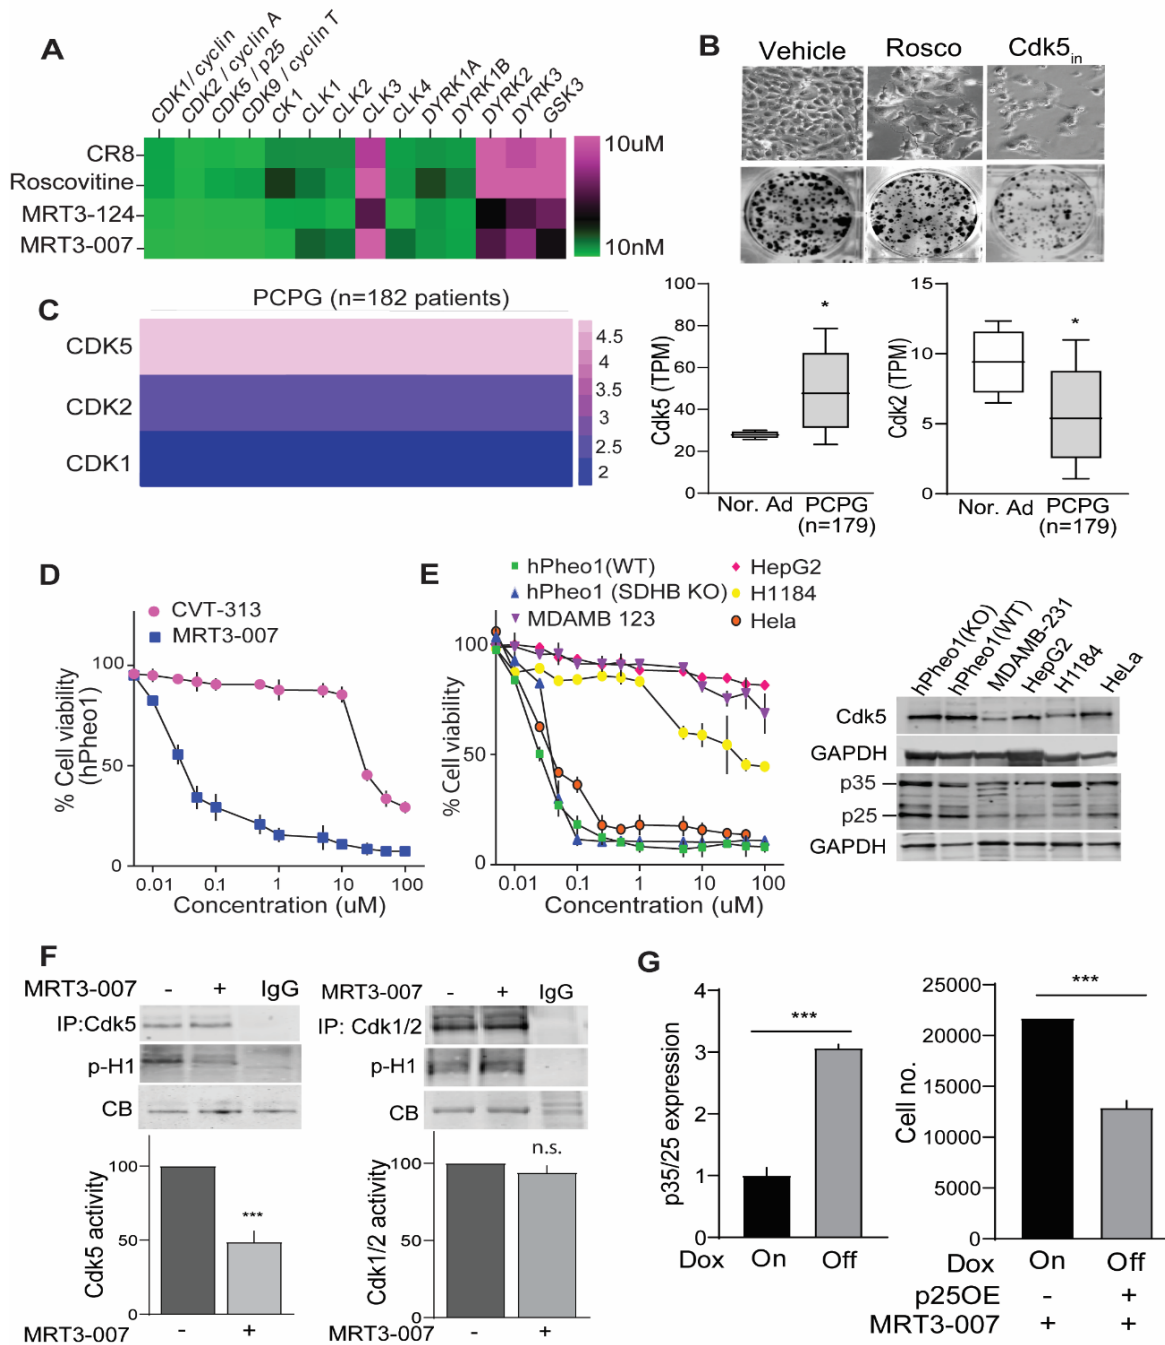 A
CDK1/ cyclin
CDK2 / cyclin A
CDK5 / p25
CDK9 / cyclin T
CK1
CLK1
CLK2
CLK3
CLK4
DYRK1A
DYRK1B
DYRK2
DYRK3
GSK3
CR8
Roscovitine
MRT3-124
MRT3-007
10uM
10nM
B
Vehicle Rosco Cdk5in
C
PCPG (n=182 patients)
CDK5
CDK2
CDK1
4.5
4
3.5
3
2.5
2
Cdk5 (TPM)
100
80
60
40
20
0
*
Nor. Ad PCPG
(n=179)
Cdk2 (TPM)
15
10
5
0
*
Nor. Ad PCPG
(n=179)
D
CVT-313
MRT3-007
% Cell viability
(hPheo1)
100
50
0
0.01 0.1 1 10 100
Concentration (uM)
E
hPheo1(WT)
hPheo1 (SDHB KO)
MDAMB 123
HepG2
H1184
Hela
% Cell viability
100
50
0
0.01 0.1 1 10 100
Concentration (uM)
hPheo1(KO)
hPheo1(WT)
MDAMB-231
HepG2
H1184
HeLa
Cdk5
GAPDH
p35
p25
GAPDH
F
MRT3-007 - + IgG
IP:Cdk5
p-H1
CB
Cdk5 activity
100
50
0
***
MRT3-007 - +
MRT3-007 - + IgG
IP: Cdk1/2
p-H1
CB
Cdk1/2 activity
100
50
0
n.s.
MRT3-007 - +
G
p35/25 expression
4
3
2
1
0
***
Dox On Off
Cell no.
25000
20000
15000
10000
5000
0
***
Dox On Off
p25OE - +
MRT3-007 + +